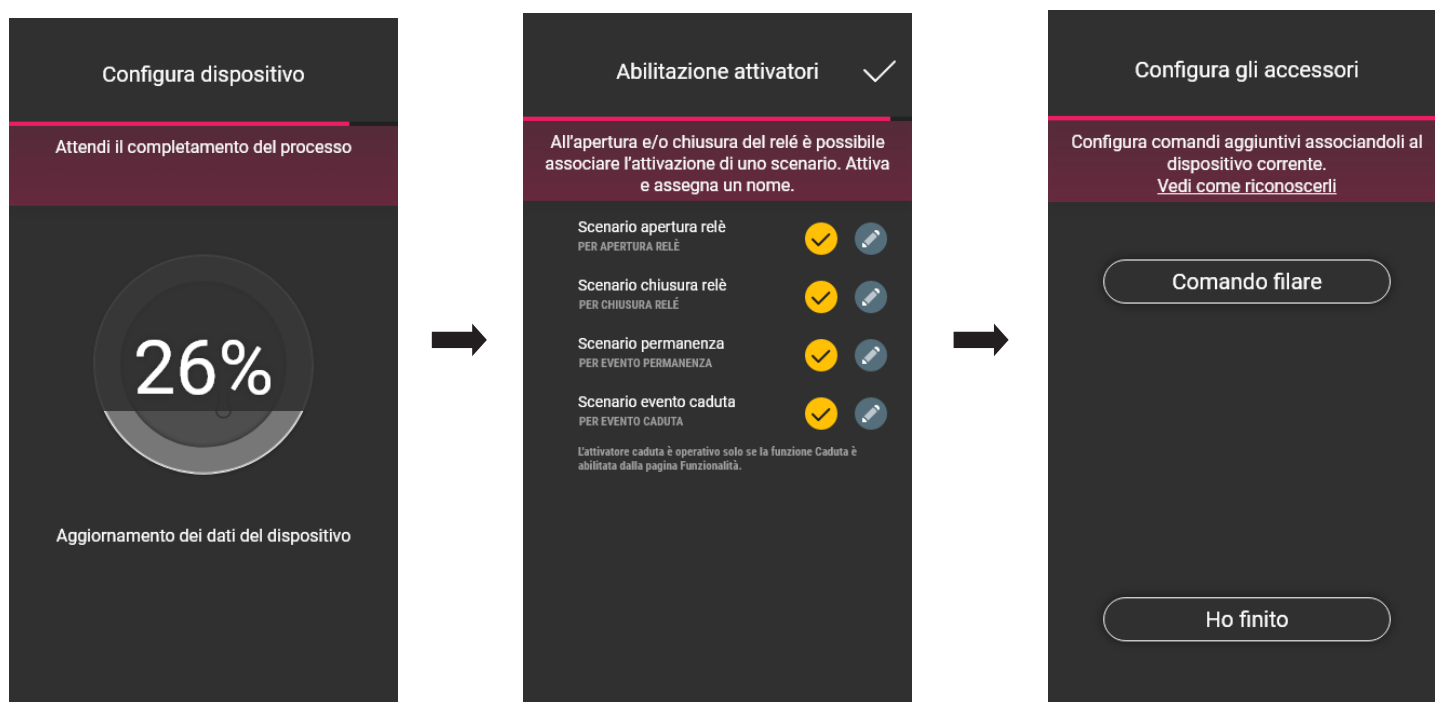 Configura dispositivo
Attendi il completamento del processo
26%
Aggiornamento dei dati del dispositivo
Abilitazione attivatori
All'apertura e/o chiusura del relé è possibile
associare l'attivazione di uno scenario. Attiva
e assegna un nome.
Scenario apertura relè
PER APERTURA RELÈ
Scenario chiusura relè
PER CHIUSURA RELÉ
Scenario permanenza
PER EVENTO PERMANENZA
Scenario evento caduta
PER EVENTO CADUTA
L'attivatore caduta è operativo solo se la funzione Caduta è
abilitata dalla pagina Funzionalità.
Configura gli accessori
Configura comandi aggiuntivi associandoli al
dispositivo corrente.
Vedi come riconoscerli
Comando filare
Ho finito